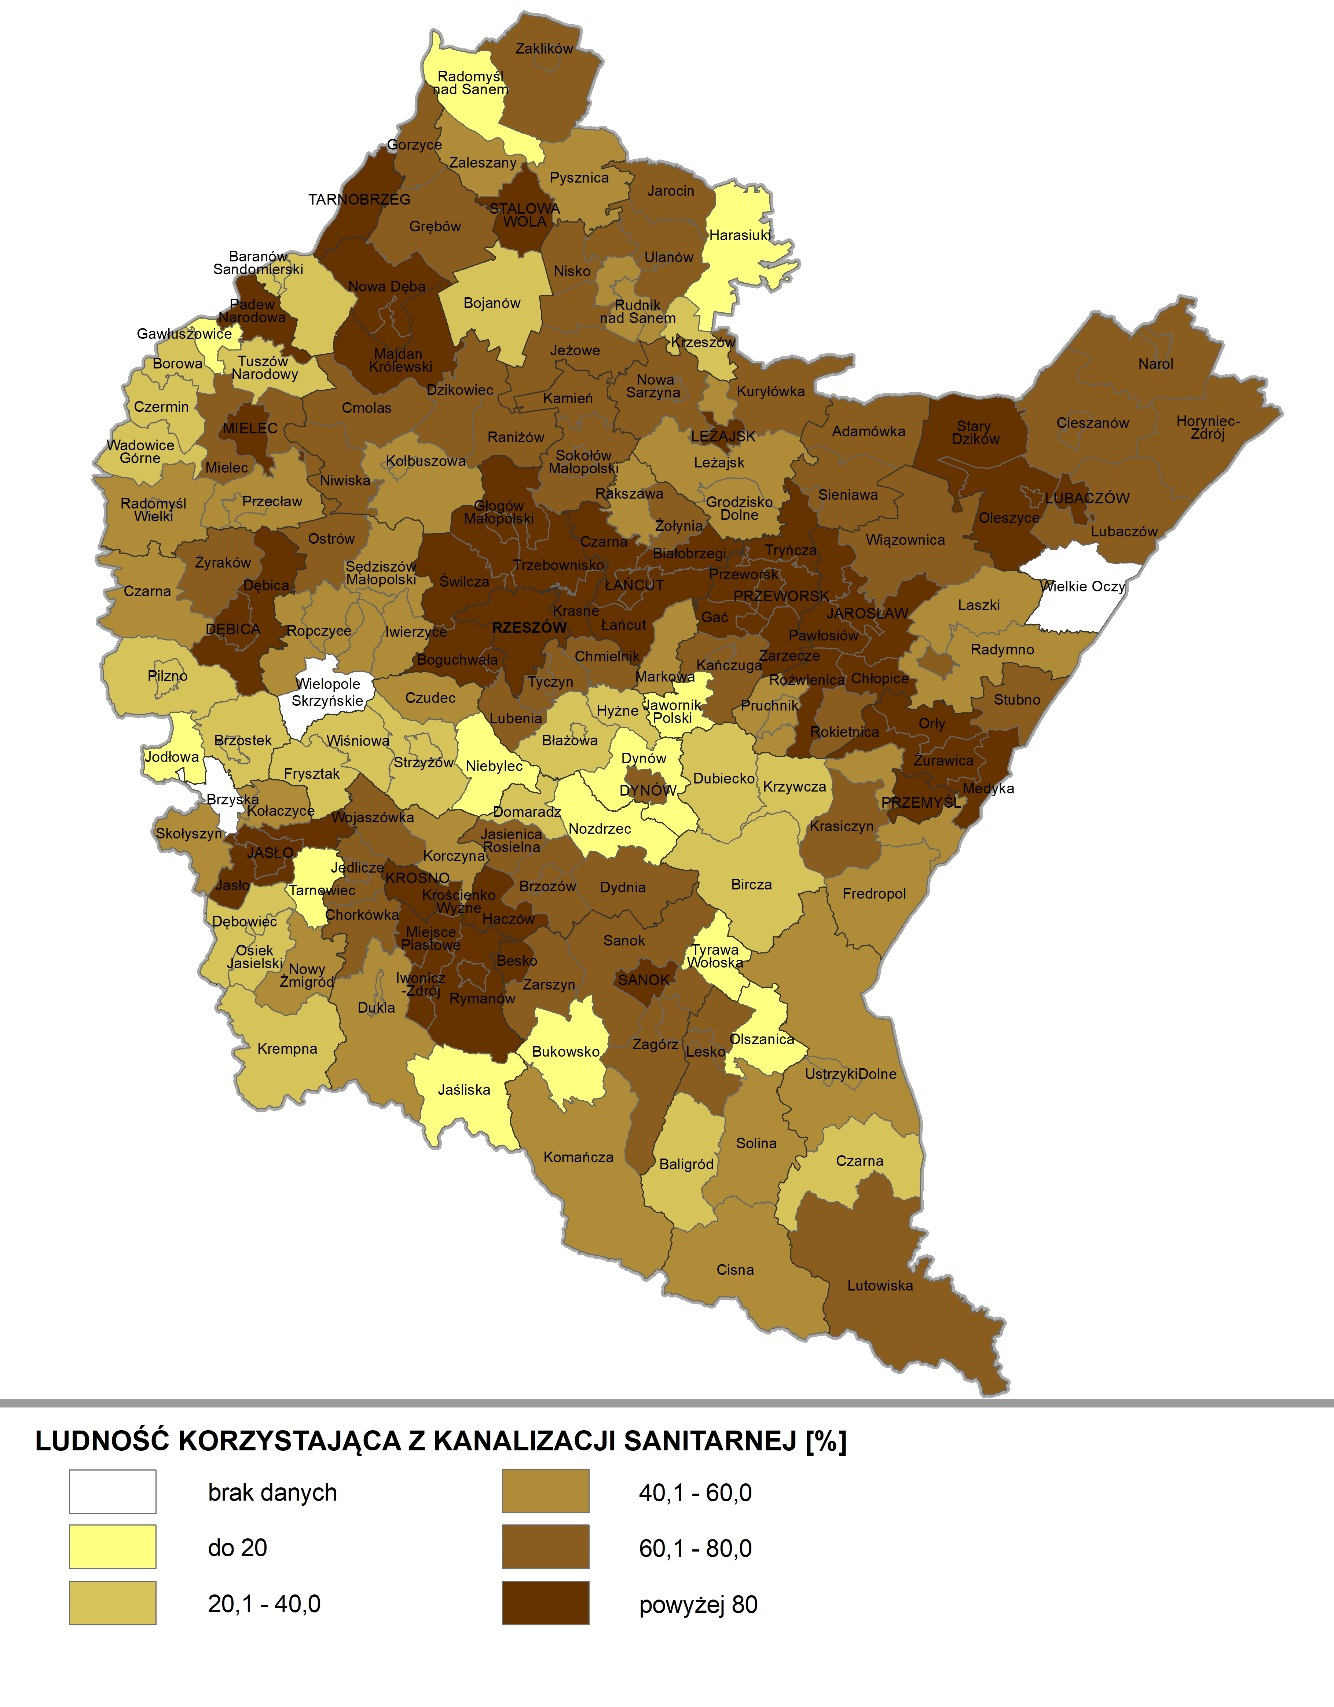 Zaklików
Radomyśl
nad Sanem
Gorzyce
Zaleszany
Pysznica
Jarocin
TARNOBRZEG
STALOWA
WOLA
Grębów
Harasiuki
Baranów
Sandomierski
Ulanów
Nisko
Nowa Dęba
Bojanów
Padew
Narodowa
Rudnik
nad Sanem
Gawłuszowice
Krzeszów
Borowa
Tuszów
Narodowy
Majdan
Królewski
Jeżowe
Narol
Dzikowiec
Nowa
Sarzyna
Kuryłówka
Kamień
Czermin
Cmolas
MIELEC
Raniżów
LEŻAJSK
Adamówka
Stary
Dzików
Cieszanów
Horyniec-
Zdrój
Wadowice
Górne
Mielec
Kolbuszowa
Sokołów
Małopolski
Leżajsk
Niwiska
Rakszawa
Sieniawa
LUBACZÓW
Radomyśl
Wielki
Przecław
Głogów
Małopolski
Grodzisko
Dolne
Oleszyce
Lubaczów
Żołynia
Ostrów
Czarna
Wiązownica
Żyraków
Białobrzegi
Tryńcza
Sędziszów
Małopolski
Trzebownisko
Dębica
Świlcza
ŁAŃCUT
Przeworsk
Wielkie Oczy
Czarna
PRZEWORSK
Laszki
Krasne
JAROSŁAW
DĘBICA
Ropczyce
Iwierzyce
RZESZÓW
Łańcut
Gać
Pawłosiów
Radymno
Boguchwała
Chmielnik
Zarzecze
Kańczuga
Pilzno
Wielopole
Skrzyńskie
Tyczyn
Markowa
Roźwienica
Chłopice
Czudec
Stubno
Lubenia
Hyżne
Jawornik
Polski
Pruchnik
Orły
Brzostek
Wiśniowa
Błażowa
Rokietnica
Jodłowa
Frysztak
Strzyżów
Niebylec
Dynów
Żurawica
Dubiecko
Krzywcza
DYNÓW
Medyka
Brzyska
Kołaczyce
Domaradz
PRZEMYŚL
Wojaszówka
Nozdrzec
Krasiczyn
Skołyszyn
Jasienica
Rosielna
JASŁO
Korczyna
Jedlicze
Jasło
Tarnowiec
KROSNO
Krościenko
Wyżne
Brzozów
Dydnia
Bircza
Fredropol
Dębowiec
Chorkówka
Haczów
Miejsce
Piastowe
Osiek
Jasielski
Sanok
Tyrawa
Wołoska
Nowy
Żmigród
Besko
Iwonicz
-Zdrój
Zarszyn
SANOK
Rymanów
Dukla
Krempna
Bukowsko
Zagórz
Lesko
Olszanica
Jaśliska
UstrzykiDolne
Komańcza
Solina
Baligród
Czarna
Cisna
Lutowiska
LUDNOŚĆ KORZYSTAJĄCA Z KANALIZACJI SANITARNEJ [%]
brak danych
40,1 - 60,0
do 20
60,1 - 80,0
20,1 - 40,0
powyżej 80